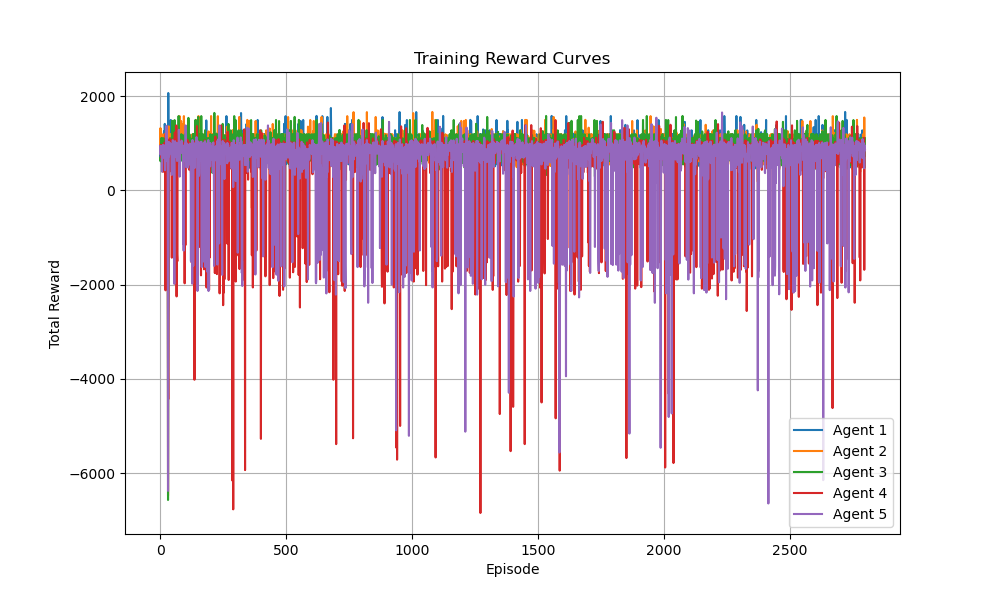 Training Reward Curves
Total Reward
2000
0
−2000
−4000
−6000
0 500 1000 1500 2000 2500
Episode
Agent 1
Agent 2
Agent 3
Agent 4
Agent 5